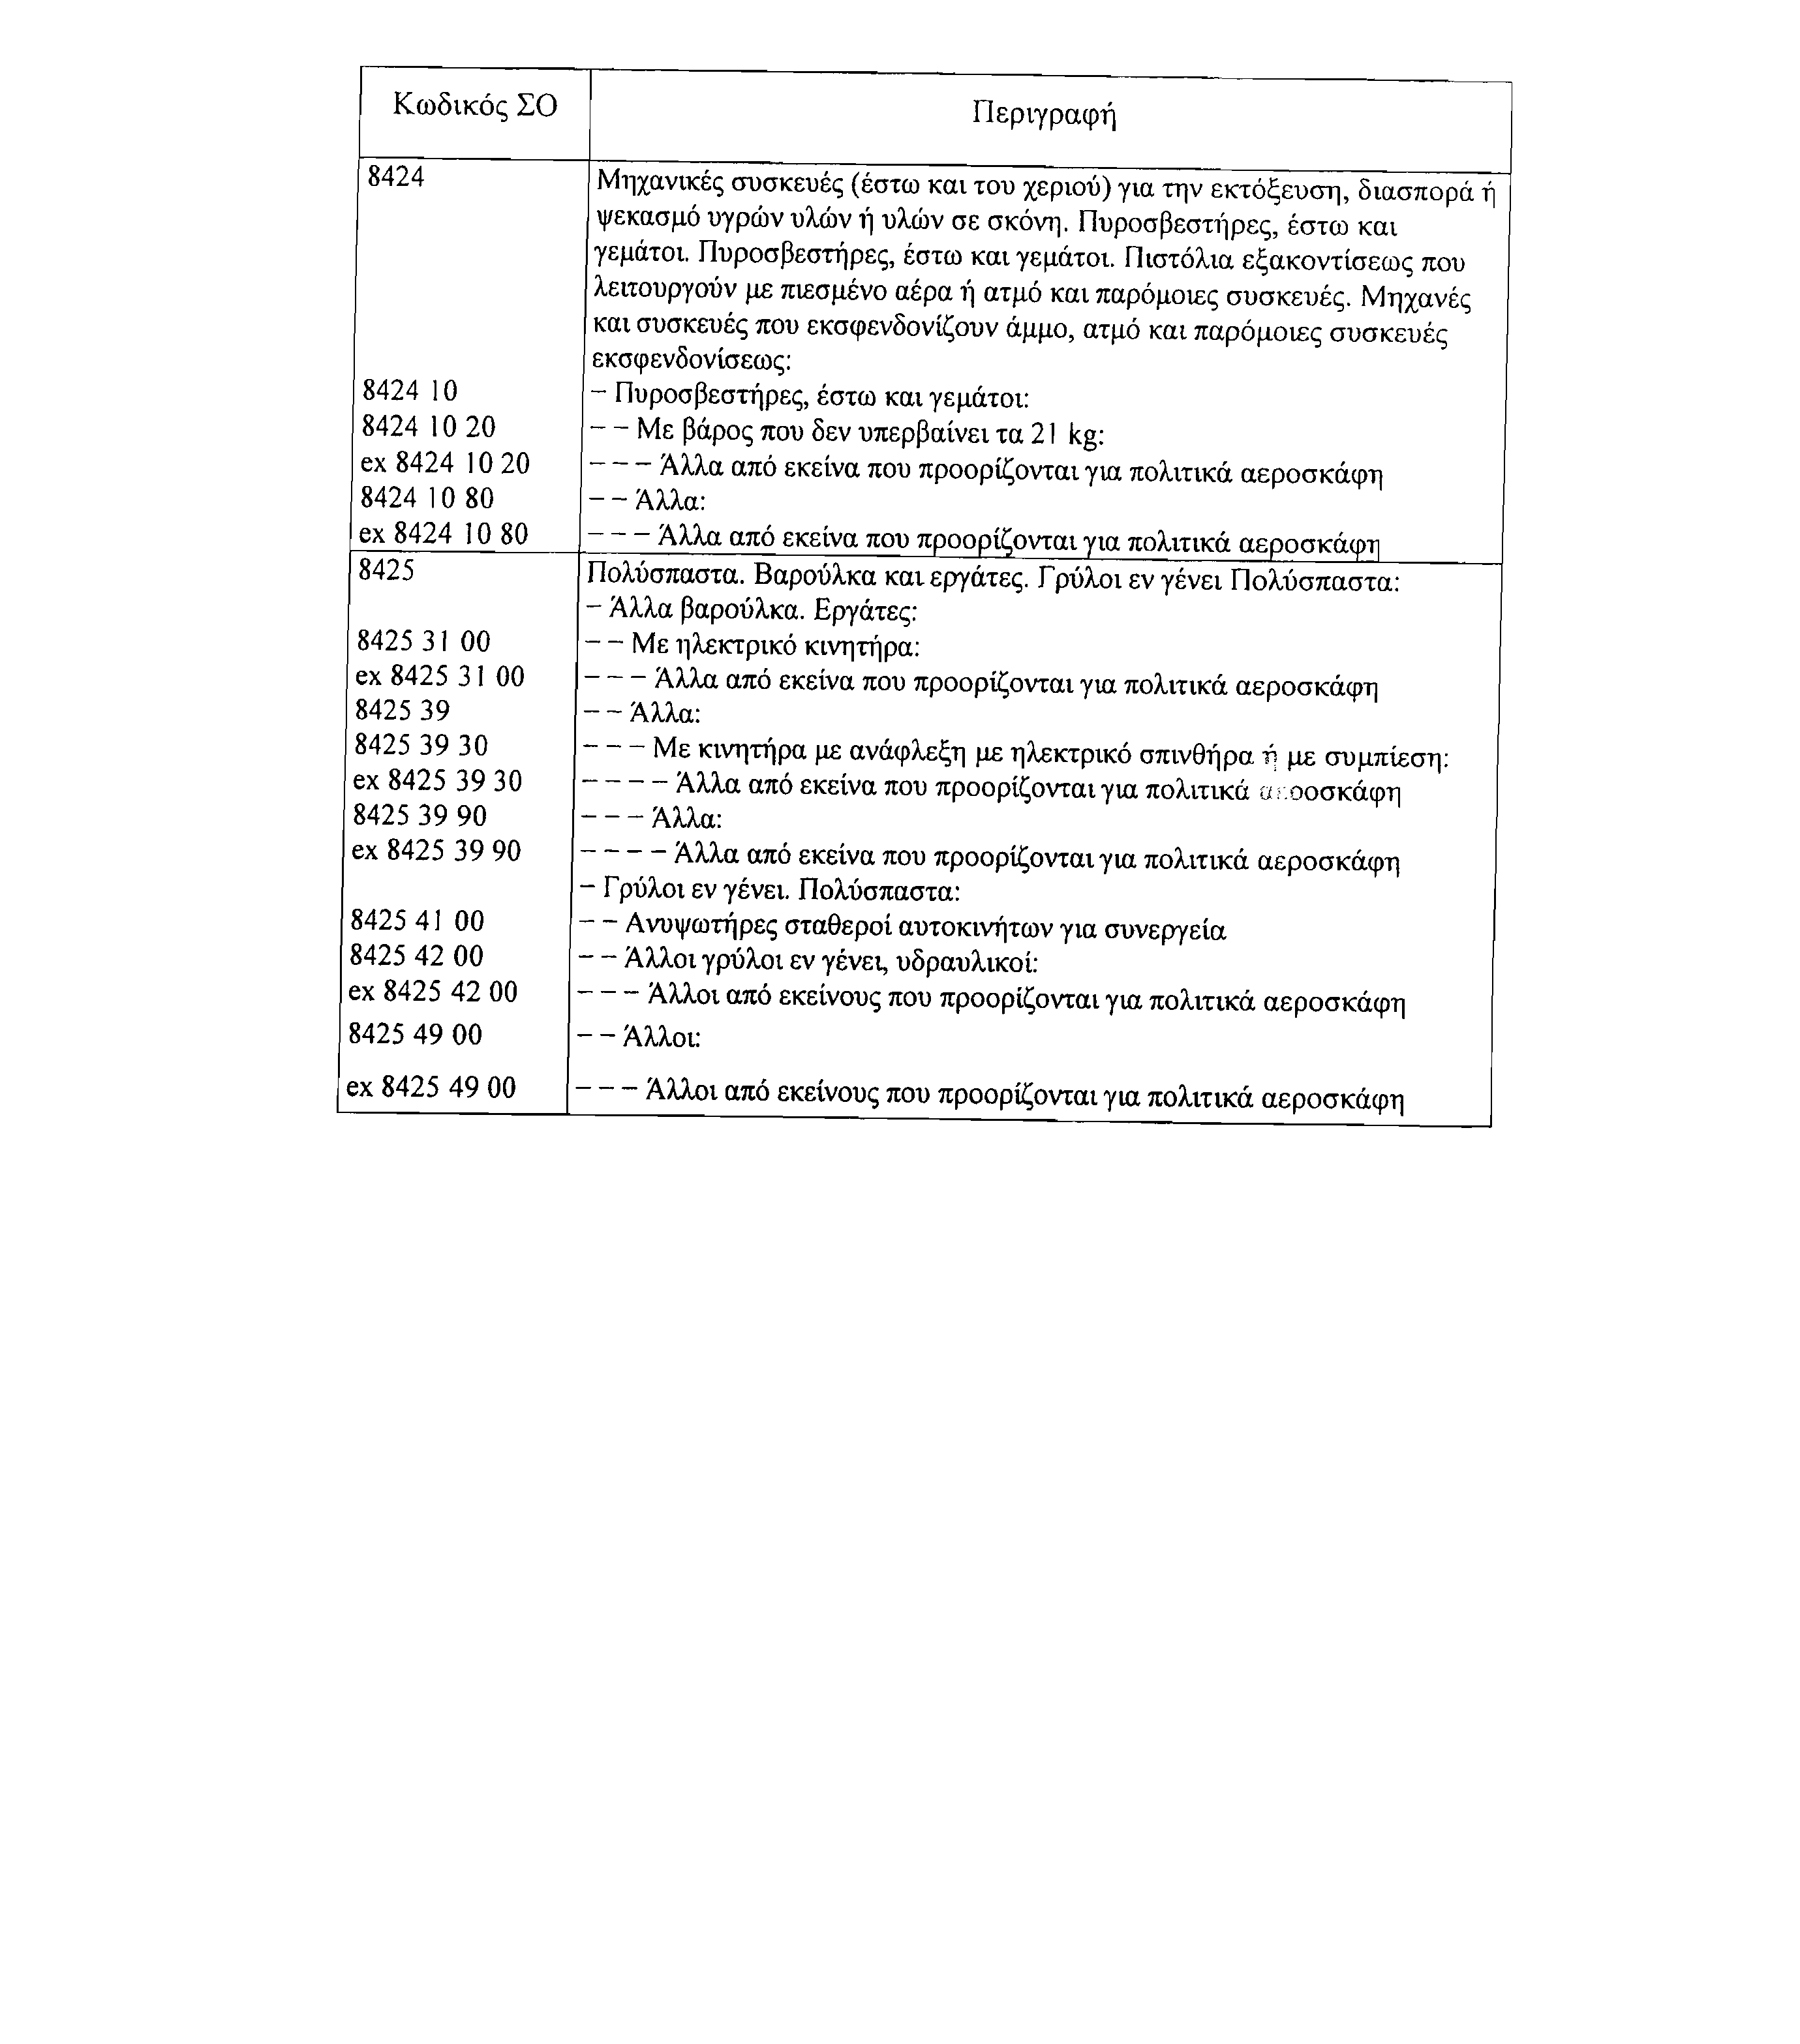 Κωδικός ΣΟ Περιγραφή
8424 Μηχανικές συσκευές (έστω και του χεριού) για την εκτόξευση, διασπορά ή
ψεκασμό υγρών υλών ή υλών σε σκόνη. Πυροσβεστήρες, έστω και
γεμάτοι. Πυροσβεστήρες, έστω και γεμάτοι. Πιστόλια εξακοντίσεως που
λειτουργούν με πιεσμένο αέρα ή ατμό και παρόμοιες συσκευές. Μηχανές
και συσκευές που εκσφενδονίζουν άμμο, ατμό και παρόμοιες συσκευές
εκσφενδονίσεως:
8424 10 – Πυροσβεστήρες, έστω και γεμάτοι:
8424 10 20 – – Με βάρος που δεν υπερβαίνει τα 21 kg:
ex 8424 10 20 – – – Άλλα από εκείνα που προορίζονται για πολιτικά αεροσκάφη
8424 10 80 – – Άλλα:
ex 8424 10 80 – – – Άλλα από εκείνα που προορίζονται για πολιτικά αεροσκάφη
8425 Πολύσπαστα. Βαρούλκα και εργάτες. Γρύλοι εν γένει Πολύσπαστα:
– Άλλα βαρούλκα. Εργάτες:
8425 31 00 – – Με ηλεκτρικό κινητήρα:
ex 8425 31 00 – – – Άλλα από εκείνα που προορίζονται για πολιτικά αεροσκάφη
8425 39 – – Άλλα:
8425 39 30 – – – Με κινητήρα με ανάφλεξη με ηλεκτρικό σπινθήρα ή με συμπίεση:
ex 8425 39 30 – – – – Άλλα από εκείνα που προορίζονται για πολιτικά αεροσκάφη
8425 39 90 – – – Άλλα:
ex 8425 39 90 – – – – Άλλα από εκείνα που προορίζονται για πολιτικά αεροσκάφη
– Γρύλοι εν γένει. Πολύσπαστα:
8425 41 00 – – Ανυψωτήρες σταθεροί αυτοκινήτων για συνεργεία
8425 42 00 – – Άλλοι γρύλοι εν γένει, υδραυλικοί:
ex 8425 42 00 – – – Άλλοι από εκείνους που προορίζονται για πολιτικά αεροσκάφη
8425 49 00 – – Άλλοι:
ex 8425 49 00 – – – Άλλοι από εκείνους που προορίζονται για πολιτικά αεροσκάφη